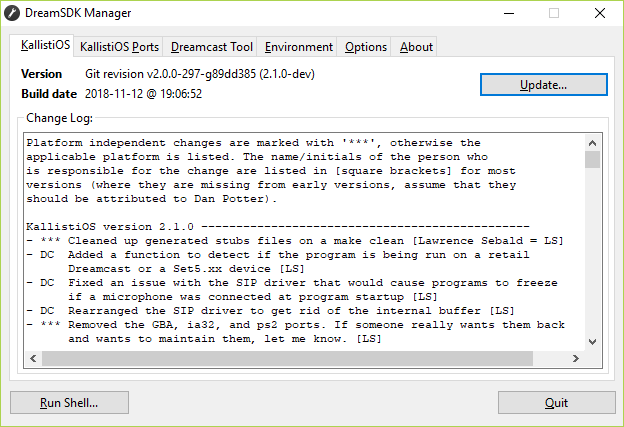 DreamSDK Manager
KallistiOS
KallistiOS Ports
Dreamcast Tool
Environment
Options
About
Version Git revision v2.0.0-297-g89dd385 (2.1.0-dev)
Build date 2018-11-12 @ 19:06:52
Update...
Change Log:
Platform independent changes are marked with '***', otherwise the
applicable platform is listed. The name/initials of the person who
is responsible for the change are listed in [square brackets] for most
versions (where they are missing from early versions, assume that they
should be attributed to Dan Potter).
KallistiOS version 2.1.0 -----------------------------------------------
- *** Cleaned up generated stubs files on a make clean [Lawrence Sebald = LS]
- DC  Added a function to detect if the program is being run on a retail
Dreamcast or a Set5.xx device [LS]
- DC  Fixed an issue with the SIP driver that would cause programs to freeze
if a microphone was connected at program startup [LS]
- DC  Rearranged the SIP driver to get rid of the internal buffer [LS]
- *** Removed the GBA, ia32, and ps2 ports. If someone really wants them back
and wants to maintain them, let me know. [LS]
Run Shell...
Quit